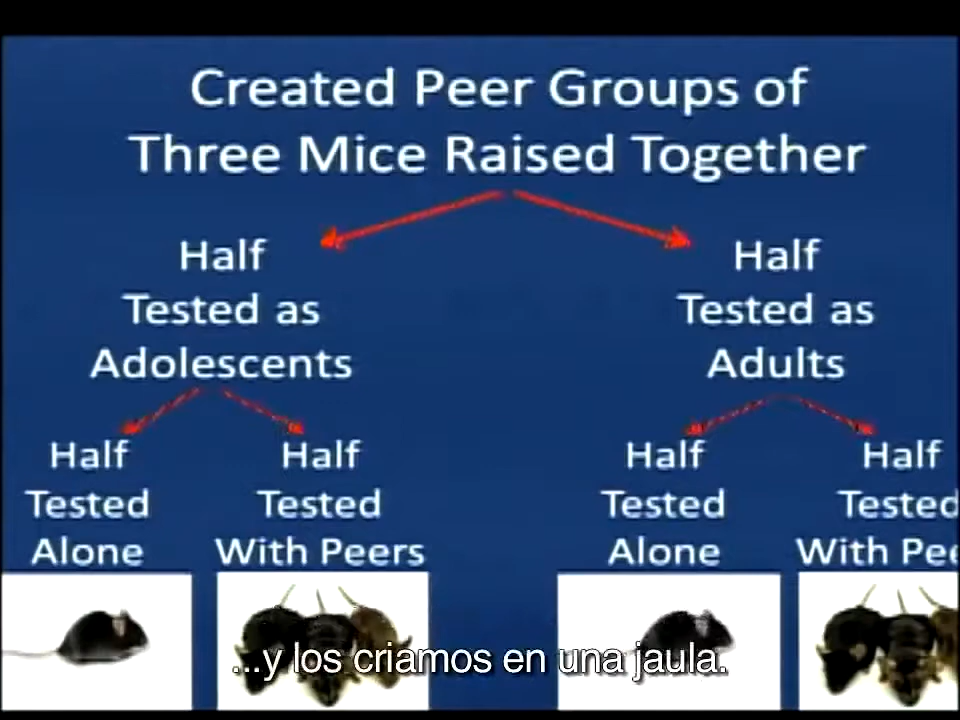 Created Peer Groups of
Three Mice Raised Together
Half
Tested as
Adolescents
Half
Tested as
Adults
Half
Tested
Alone
Half
Tested
With Peers
Half
Tested
Alone
Half
Tested
With Pee
...y los criamos en una jaula.